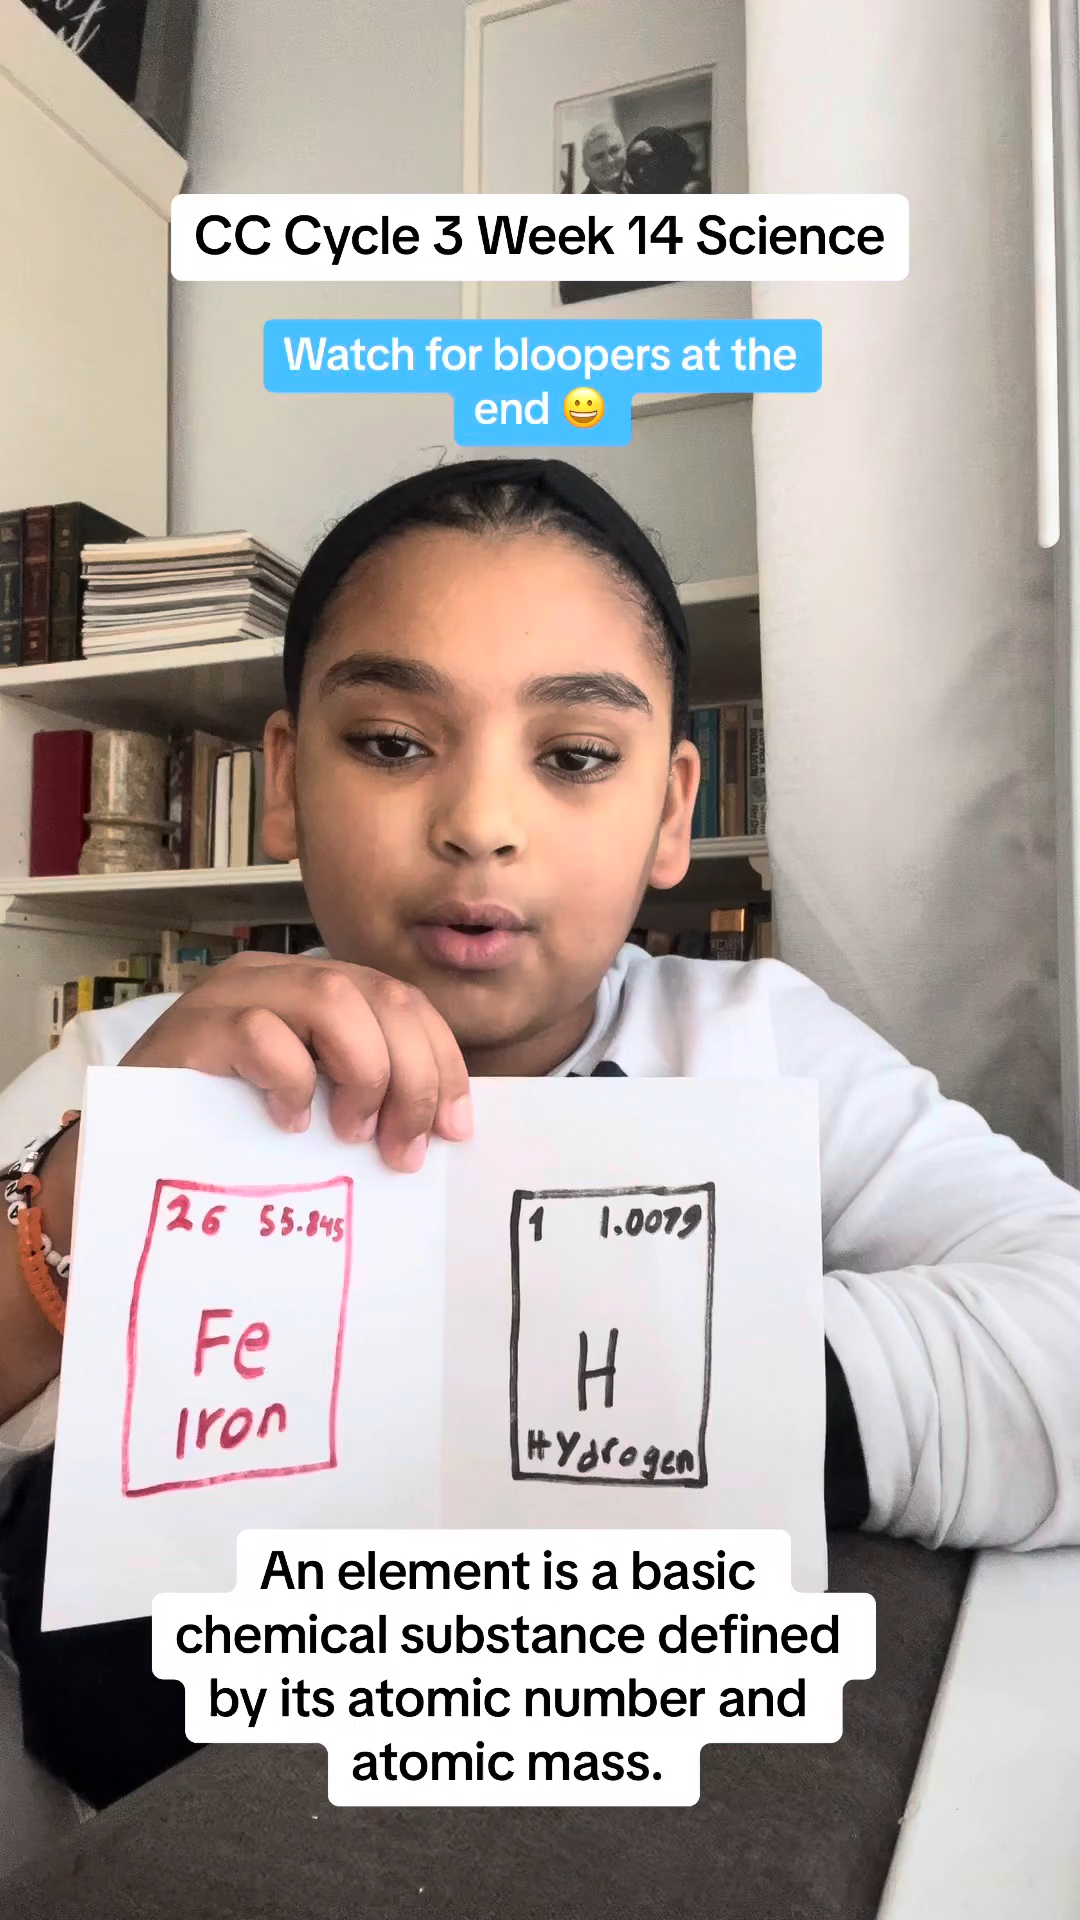 CC Cycle 3 Week 14 Science
Watch for bloopers at the
end 😀
26 55.845
Fe
Iron
1 1.0079
H
Hydrogen
An element is a basic
chemical substance defined
by its atomic number and
atomic mass.